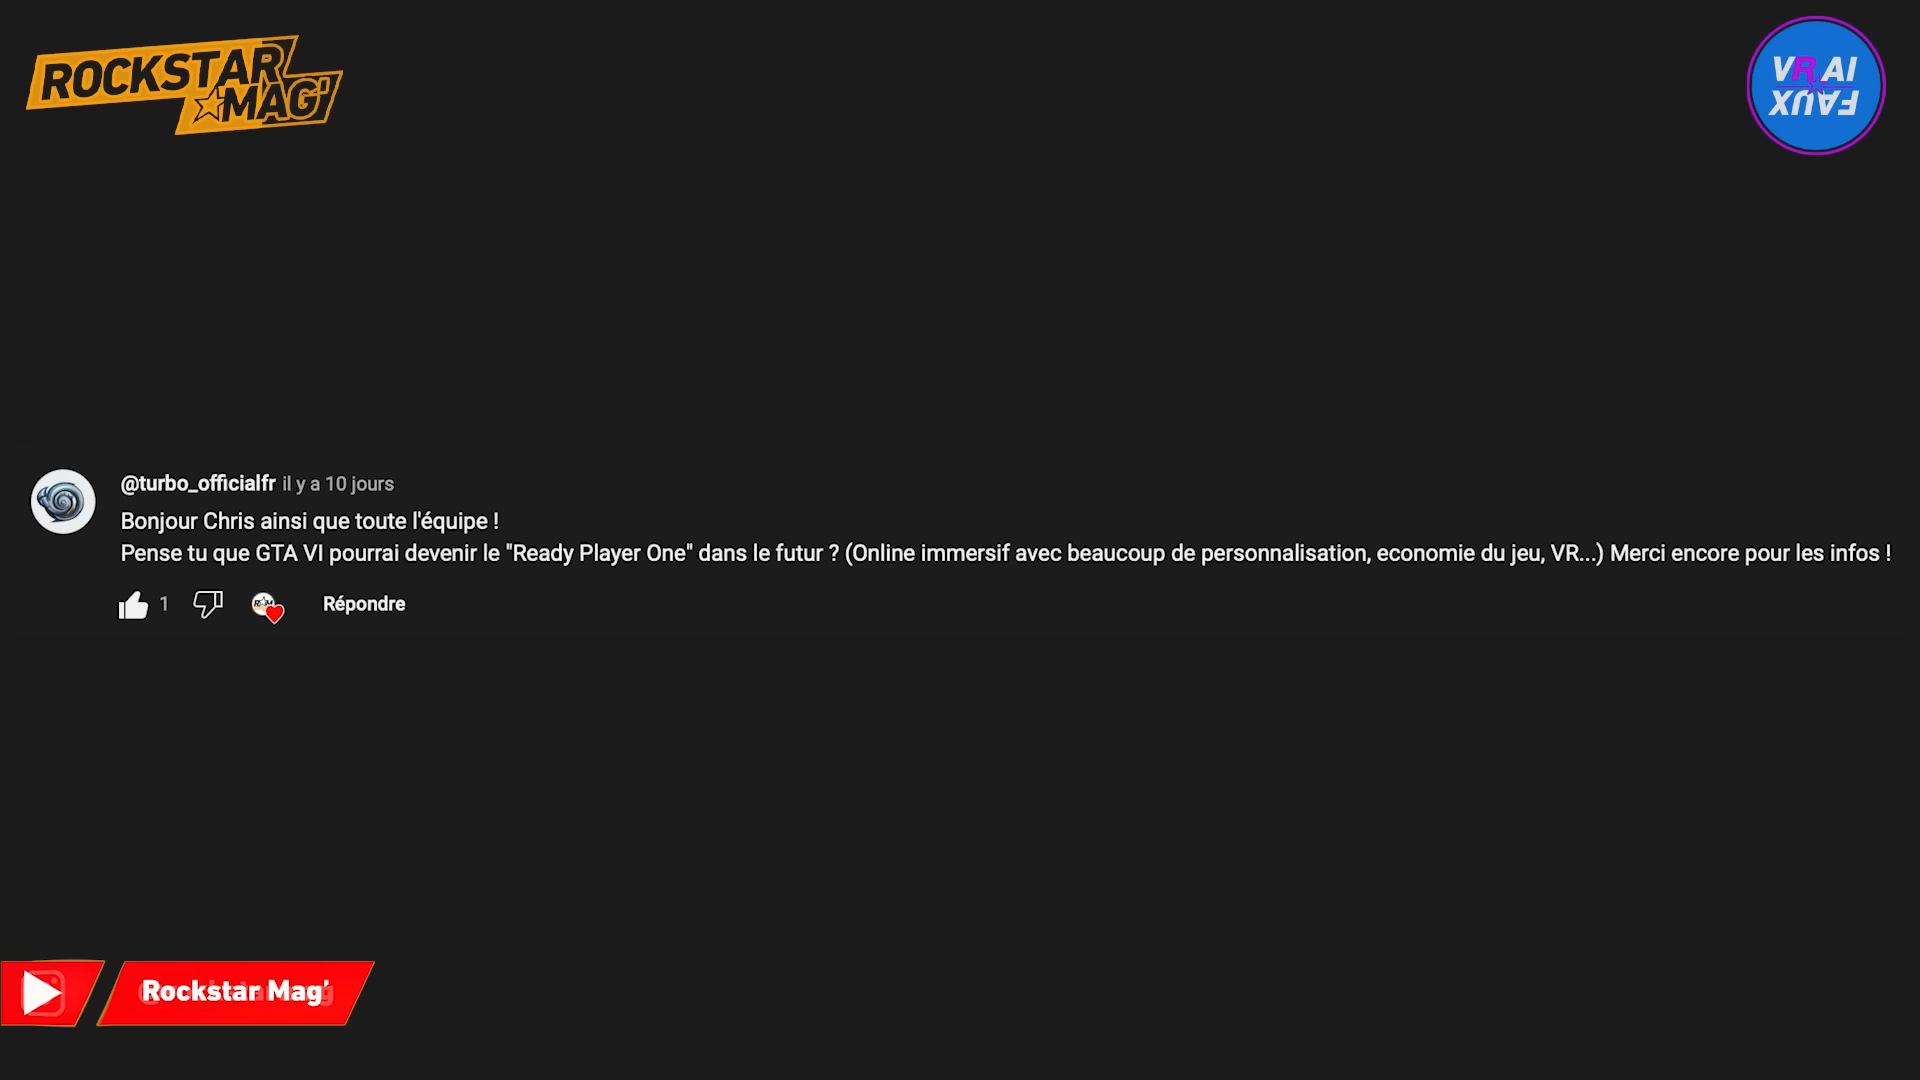 ROCKSTAR
MAG'
VRAI
FAUX
@turbo_officialfr il y a 10 jours
Bonjour Chris ainsi que toute l'équipe !
Pense tu que GTA VI pourrai devenir le "Ready Player One" dans le futur ? (Online immersif avec beaucoup de personnalisation, economie du jeu, VR...) Merci encore pour les infos !
1
Répondre
Rockstar Mag'